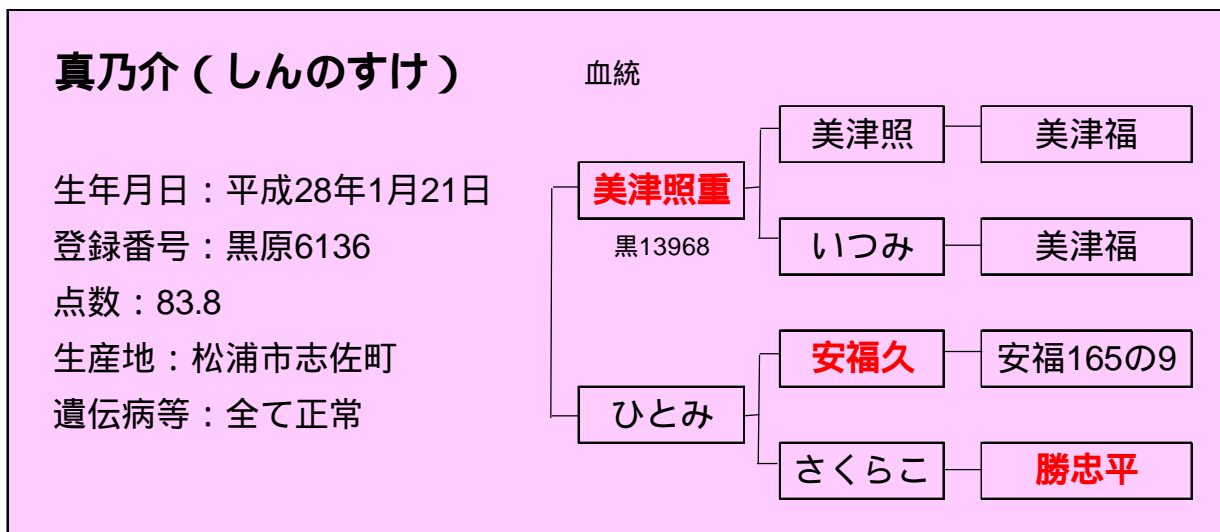 真乃介(しんのすけ)
血統
生年月日：平成28年1月21日
登録番号：黒原6136
点数：83.8
生産地：松浦市志佐町
遺伝病等：全て正常
美津照重
黒13968
ひとみ
美津照
いつみ
安福久
さくらこ
美津福
美津福
安福165の9
勝忠平